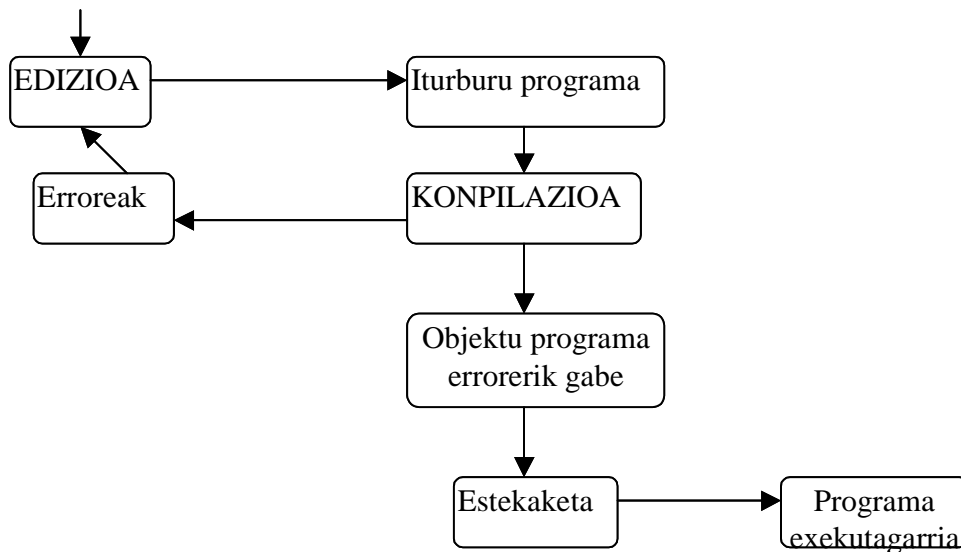 EDIZIOA
Iturburu programa
Erroreak
KONPILAZIOA
Objektu programa
errorerik gabe
Estekaketa
Programa
exekutagarria